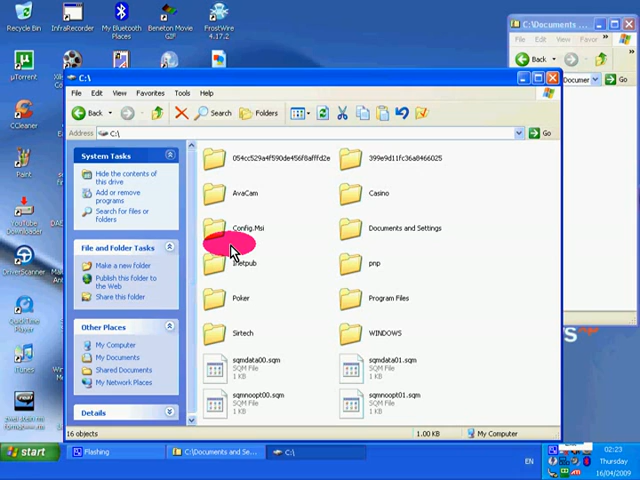 Recycle Bin
InfraRecorder
My Bluetooth
Places
Beneton Movie
GIF
FrostWire
4.17.2
µTorrent
CCleaner
Paint
YouTube
Downloader
DriverScanner
QuickTime
Player
iTunes
C:\Documents ...
File
Edit
View
Favor
Back
Documer
Go
C:\
File
Edit
View
Favorites
Tools
Help
Back
Search
Folders
Address
C:\
Go
System Tasks
Hide the contents of
this drive
Add or remove
programs
Search for files or
folders
File and Folder Tasks
Make a new folder
Publish this folder to
the Web
Share this folder
Other Places
My Computer
My Documents
Shared Documents
My Network Places
Details
054cc529a4f590de456f8afffd2e
399e9d11fc36a8466025
AvaCam
Casino
Config.Msi
Documents and Settings
Inetpub
pnp
Poker
Program Files
Sirtech
WINDOWS
sqmdata00.sqm
SQM File
1 KB
sqmdata01.sqm
SQM File
1 KB
sqmnoopt00.sqm
SQM File
1 KB
sqmnoopt01.sqm
SQM File
1 KB
16 objects
1.00 KB
My Computer
start
Flashing
C:\Documents and Se...
C:\
EN
02:23
Thursday
16/04/2009